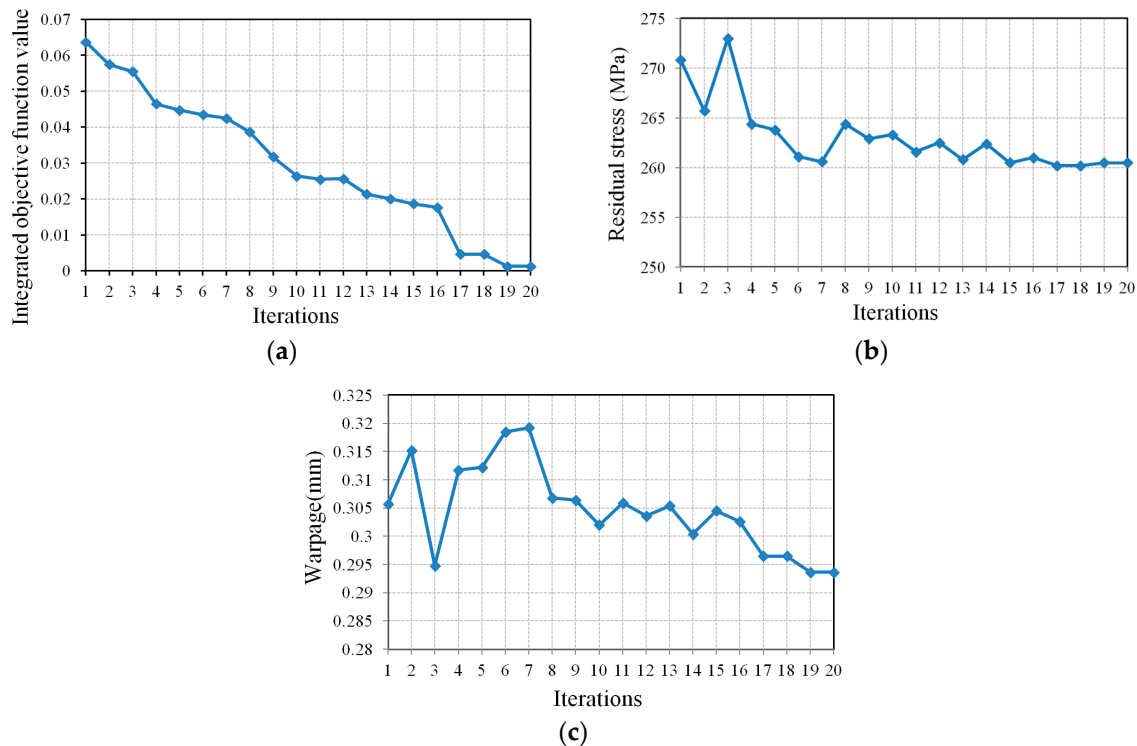 Integrated objective function value
0.07
0.06
0.05
0.04
0.03
0.02
0.01
0
1 2 3 4 5 6 7 8 9 10 11 12 13 14 15 16 17 18 19 20
Iterations
(a)
Residual stress (MPa)
275
270
265
260
255
250
1 2 3 4 5 6 7 8 9 10 11 12 13 14 15 16 17 18 19 20
Iterations
(b)
Warpage(mm)
0.325
0.32
0.315
0.31
0.305
0.3
0.295
0.29
0.285
0.28
1 2 3 4 5 6 7 8 9 10 11 12 13 14 15 16 17 18 19 20
Iterations
(c)